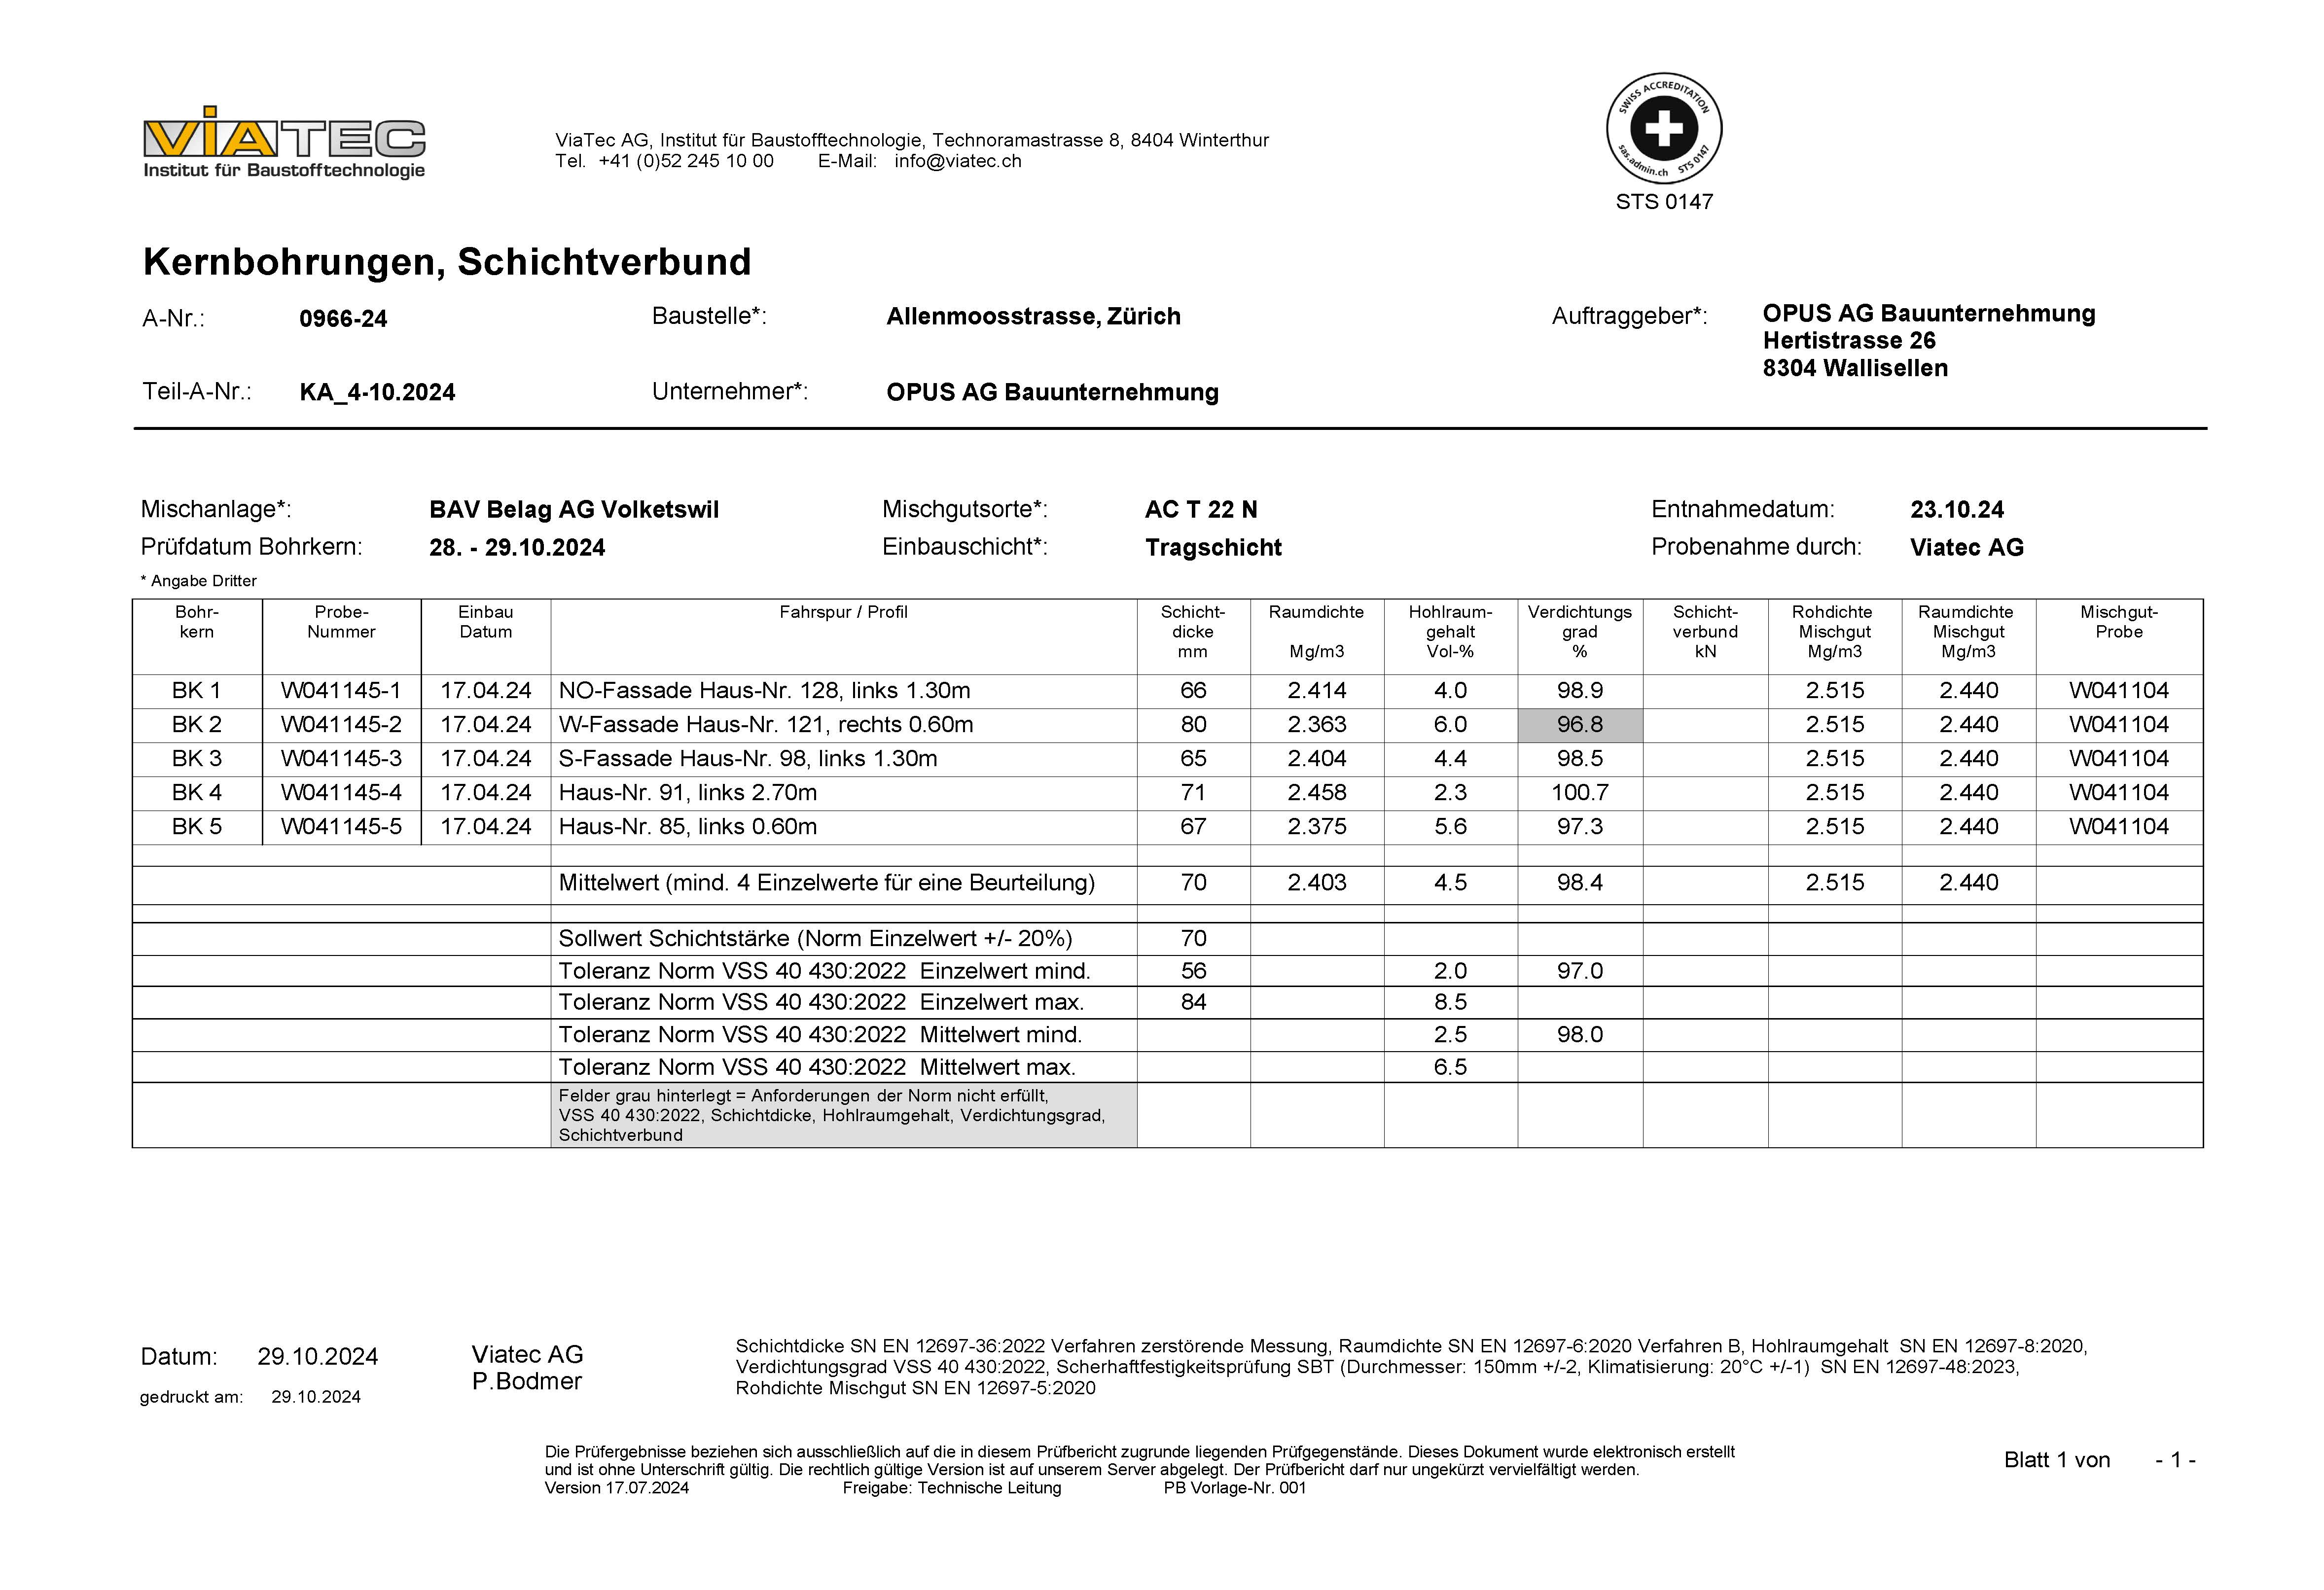 VIATEC
Institut für Baustofftechnologie
ViaTec AG, Institut für Baustofftechnologie, Technoramastrasse 8, 8404 Winterthur
Tel. +41 (0)52 245 10 00 E-Mail: info@viatec.ch
SWISS ACCREDITATION
sas.admin.ch STS 0147
STS 0147
Kernbohrungen, Schichtverbund
A-Nr.: 0966-24 Baustelle*: Allenmoosstrasse, Zürich Auftraggeber*: OPUS AG Bauunternehmung
Hertistrasse 26
8304 Wallisellen
Teil-A-Nr.: KA_4-10.2024 Unternehmer*: OPUS AG Bauunternehmung
Mischanlage*: BAV Belag AG Volketswil Mischgutsorte*: AC T 22 N Entnahmedatum: 23.10.24
Prüfdatum Bohrkern: 28. - 29.10.2024 Einbauschicht*: Tragschicht Probenahme durch: Viatec AG
* Angabe Dritter
Bohr- Probe- Einbau Fahrspur / Profil Schicht- Raumdichte Hohlraum- Verdichtungs Schicht- Rohdichte Raumdichte Mischgut-
kern Nummer Datum dicke gehalt grad verbund Mischgut Mischgut Probe
mm Mg/m3 Vol-% % kN Mg/m3 Mg/m3
BK 1 W041145-1 17.04.24 NO-Fassade Haus-Nr. 128, links 1.30m 66 2.414 4.0 98.9 2.515 2.440 W041104
BK 2 W041145-2 17.04.24 W-Fassade Haus-Nr. 121, rechts 0.60m 80 2.363 6.0 96.8 2.515 2.440 W041104
BK 3 W041145-3 17.04.24 S-Fassade Haus-Nr. 98, links 1.30m 65 2.404 4.4 98.5 2.515 2.440 W041104
BK 4 W041145-4 17.04.24 Haus-Nr. 91, links 2.70m 71 2.458 2.3 100.7 2.515 2.440 W041104
BK 5 W041145-5 17.04.24 Haus-Nr. 85, links 0.60m 67 2.375 5.6 97.3 2.515 2.440 W041104
Mittelwert (mind. 4 Einzelwerte für eine Beurteilung) 70 2.403 4.5 98.4 2.515 2.440
Sollwert Schichtstärke (Norm Einzelwert +/- 20%) 70
Toleranz Norm VSS 40 430:2022 Einzelwert mind. 56 2.0 97.0
Toleranz Norm VSS 40 430:2022 Einzelwert max. 84 8.5
Toleranz Norm VSS 40 430:2022 Mittelwert mind. 2.5 98.0
Toleranz Norm VSS 40 430:2022 Mittelwert max. 6.5
Felder grau hinterlegt = Anforderungen der Norm nicht erfüllt,
VSS 40 430:2022, Schichtdicke, Hohlraumgehalt, Verdichtungsgrad,
Schichtverbund
Datum: 29.10.2024
gedruckt am: 29.10.2024
Viatec AG
P.Bodmer
Schichtdicke SN EN 12697-36:2022 Verfahren zerstörende Messung, Raumdichte SN EN 12697-6:2020 Verfahren B, Hohlraumgehalt SN EN 12697-8:2020,
Verdichtungsgrad VSS 40 430:2022, Scherhaftfestigkeitsprüfung SBT (Durchmesser: 150mm +/-2, Klimatisierung: 20°C +/-1) SN EN 12697-48:2023,
Rohdichte Mischgut SN EN 12697-5:2020
Die Prüfergebnisse beziehen sich ausschließlich auf die in diesem Prüfbericht zugrunde liegenden Prüfgegenstände. Dieses Dokument wurde elektronisch erstellt
und ist ohne Unterschrift gültig. Die rechtlich gültige Version ist auf unserem Server abgelegt. Der Prüfbericht darf nur ungekürzt vervielfältigt werden.
Version 17.07.2024 Freigabe: Technische Leitung PB Vorlage-Nr. 001
Blatt 1 von - 1 -